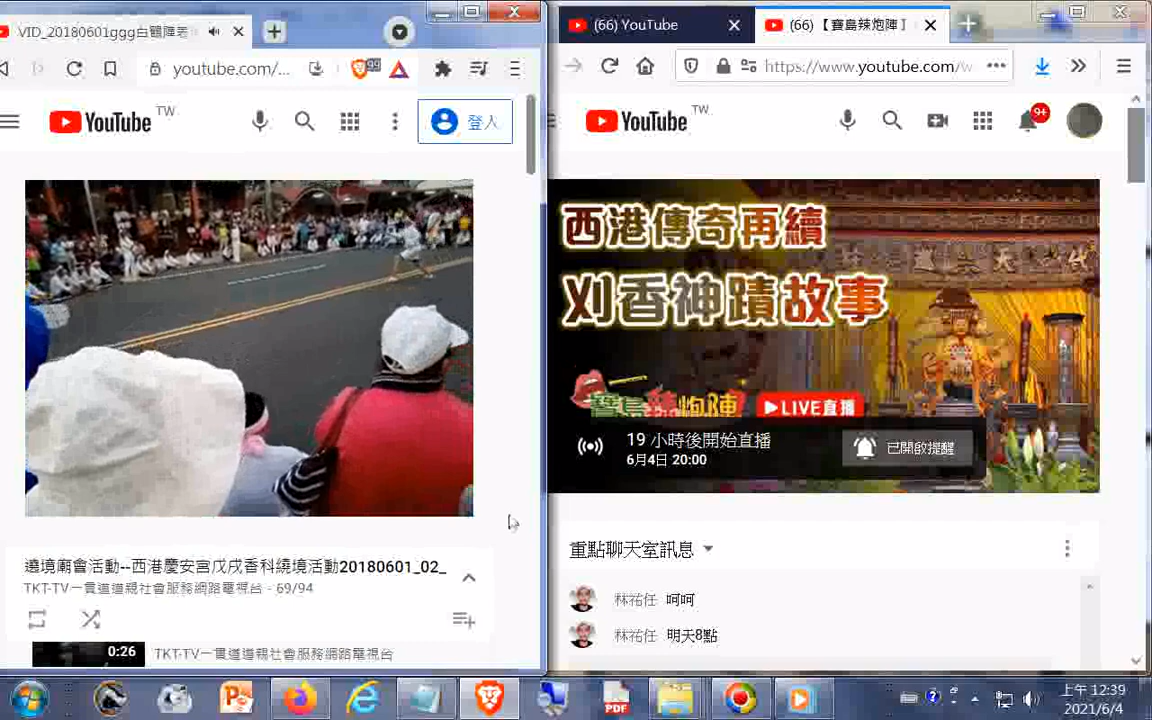 VID_20180601ggg白鶴陣
youtube.com/...
99
YouTube TW
登入
遶境廟會活動--西港慶安宮戊戌香科繞境活動20180601_02_
TKT-TV一貫道道親社會服務網路電視台 - 69/94
0:26
TKT-TV一貫道道親社會服務網路電視台
(66) YouTube
(66) 【寶島辣炮陣】
https://www.youtube.com/w
YouTube TW
9+
西港傳奇再續
刈香神蹟故事
寶島辣炮陣
LIVE直播
19 小時後開始直播
6月4日 20:00
已開啟提醒
重點聊天室訊息
林祐任 呵呵
林祐任 明天8點
PDF
上午 12:39
2021/6/4